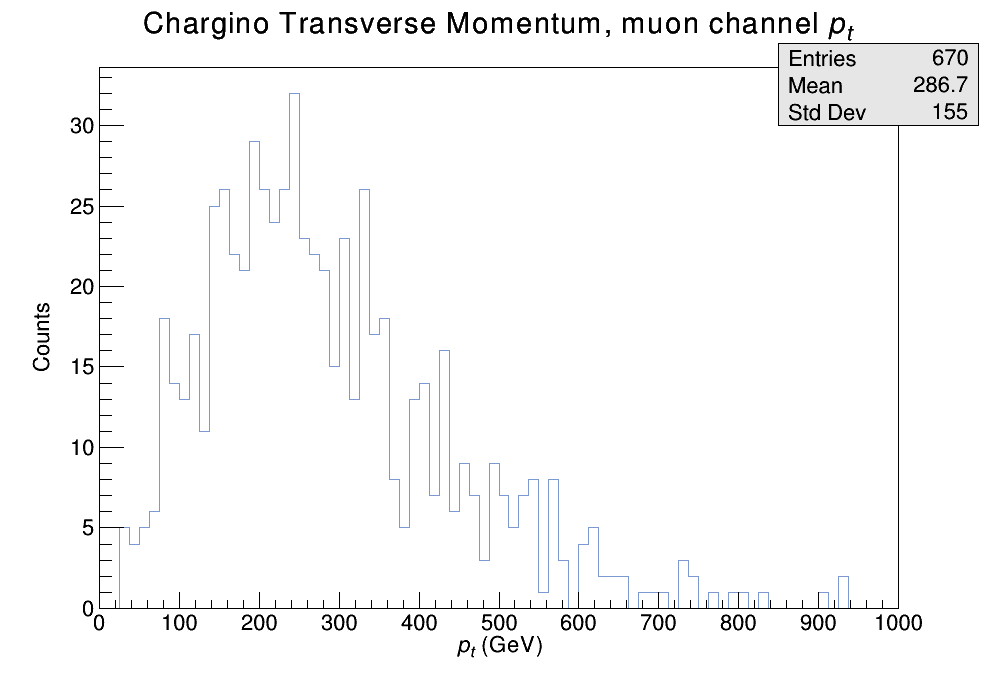 Chargino Transverse Momentum, muon channel pₜ
Entries 670
Mean 286.7
Std Dev 155
30
25
20
15
10
5
0
Counts
0 100 200 300 400 500 600 700 800 900 1000
pₜ (GeV)